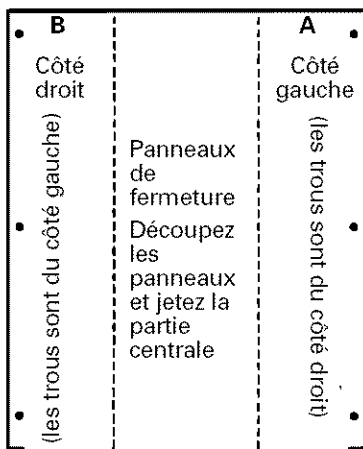 B
Côté
droit
(les trous sont du côté gauche)
Panneaux
de
fermeture
Découpez
les
panneaux
et jetez la
partie
centrale
A
Côté
gauche
(les trous sont du côté droit)